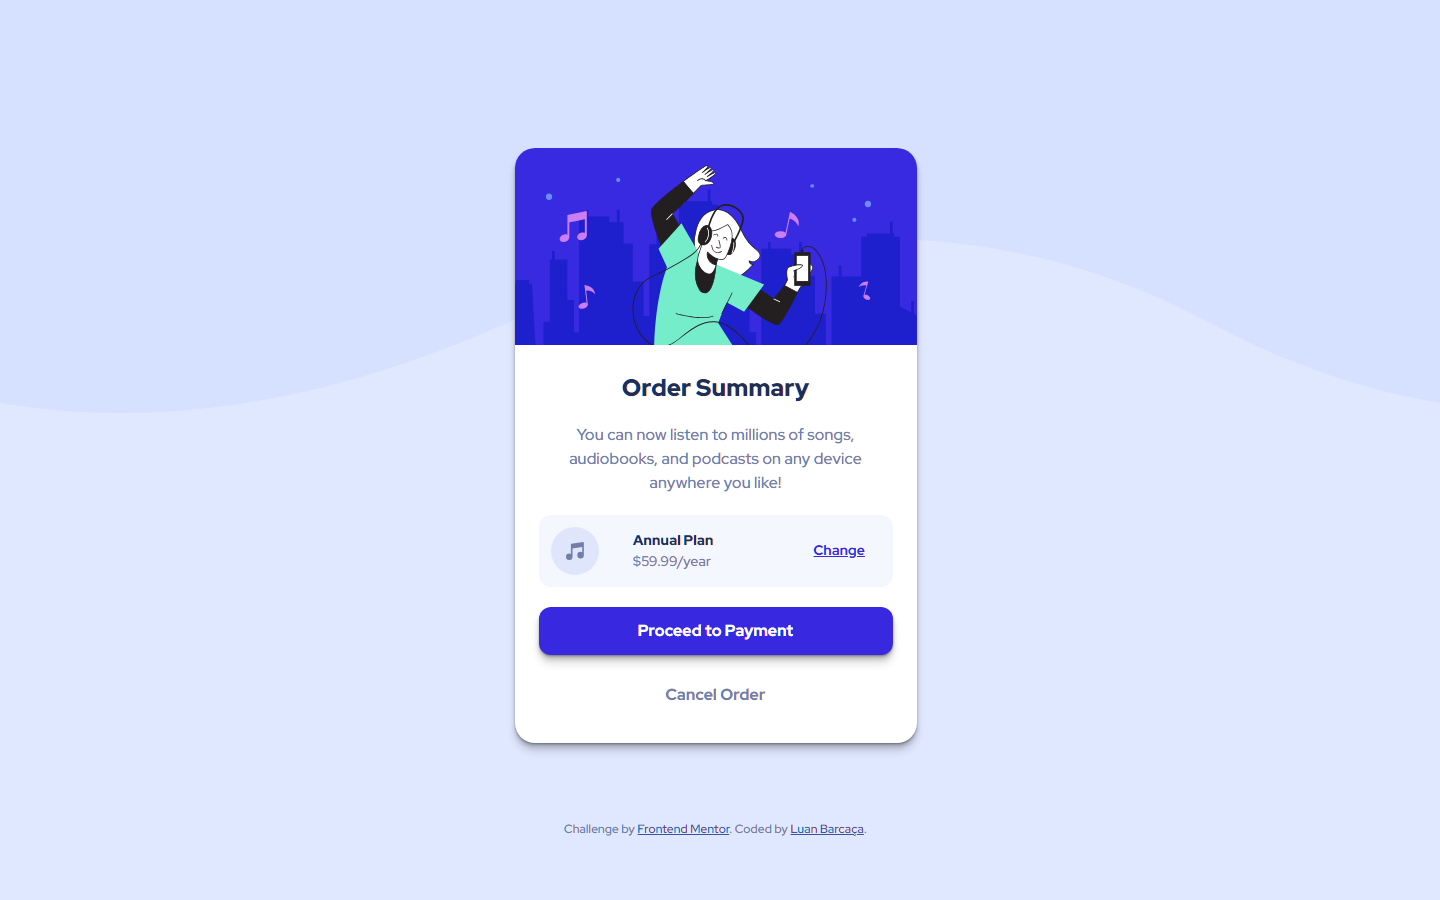 Order Summary
You can now listen to millions of songs,
audiobooks, and podcasts on any device
anywhere you like!
Annual Plan
$59.99/year
Change
Proceed to Payment
Cancel Order
Challenge by Frontend Mentor. Coded by Luan Barcaça.